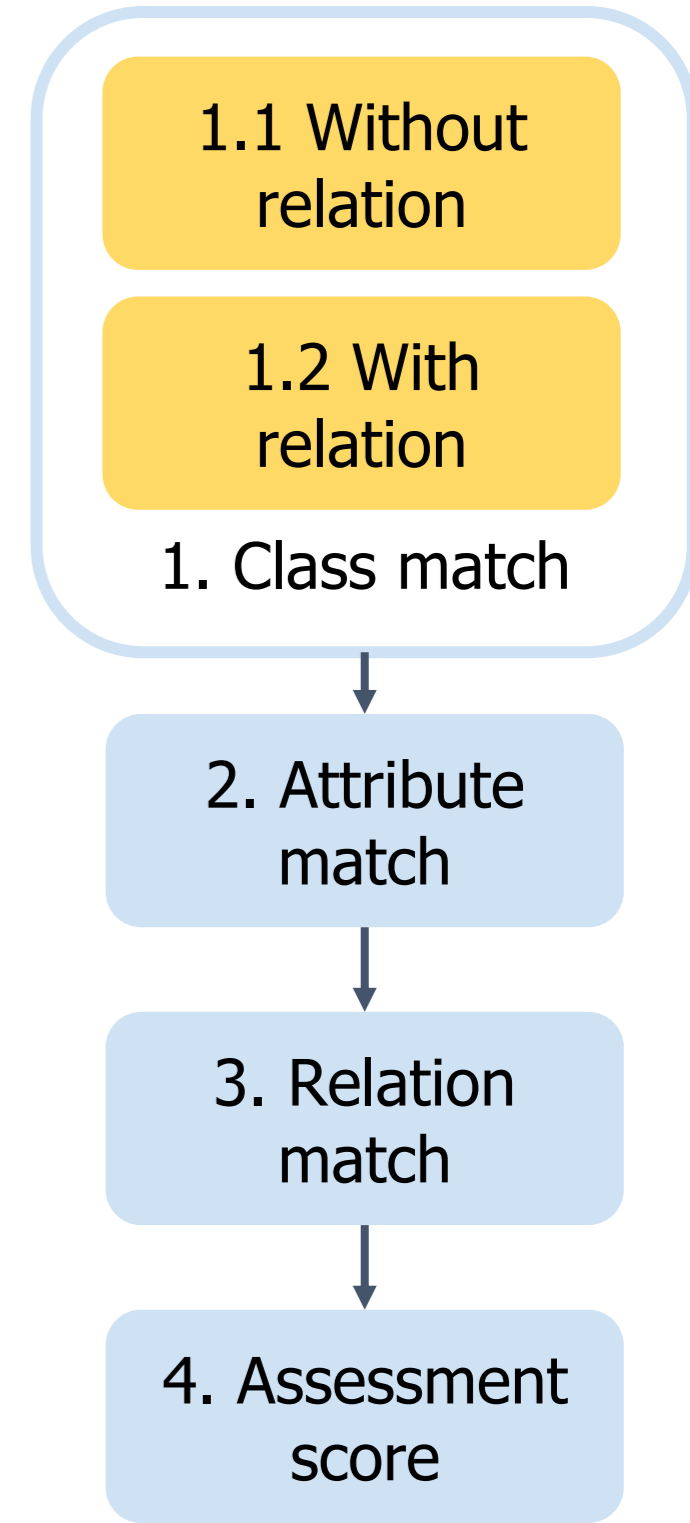 1.1 Without
relation
1.2 With
relation
1. Class match
2. Attribute
match
3. Relation
match
4. Assessment
score